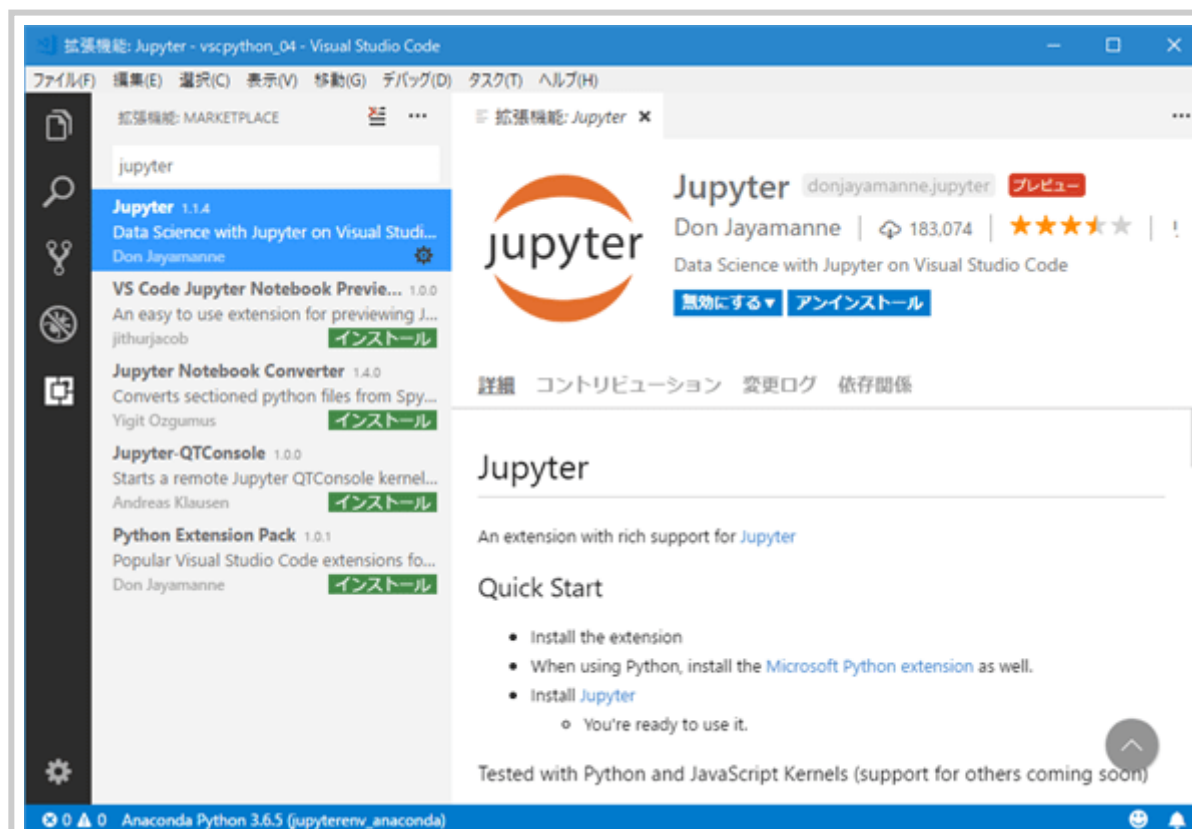 拡張機能: Jupyter - vscpython_04 - Visual Studio Code
ファイル(F) 編集(E) 選択(C) 表示(V) 移動(G) デバッグ(D) タスク(T) ヘルプ(H)
拡張機能: MARKETPLACE
jupyter
Jupyter 1.1.4
Data Science with Jupyter on Visual Studi...
Don Jayamanne
VS Code Jupyter Notebook Previe... 1.0.0
An easy to use extension for previewing J...
jithurjacob インストール
Jupyter Notebook Converter 1.4.0
Converts sectioned python files from Spy...
Yigit Ozgumus インストール
Jupyter-QTConsole 1.0.0
Starts a remote Jupyter QTConsole kernel...
Andreas Klausen インストール
Python Extension Pack 1.0.1
Popular Visual Studio Code extensions fo...
Don Jayamanne インストール
拡張機能: Jupyter
jupyter
Jupyter donjayamanne.jupyter プレビュー
Don Jayamanne 183,074
Data Science with Jupyter on Visual Studio Code
無効にする▼ アンインストール
詳細 コントリビューション 変更ログ 依存関係
Jupyter
An extension with rich support for Jupyter
Quick Start
• Install the extension
• When using Python, install the Microsoft Python extension as well.
• Install Jupyter
◦ You're ready to use it.
Tested with Python and JavaScript Kernels (support for others coming soon)
0 0 Anaconda Python 3.6.5 (jupyterenv_anaconda)